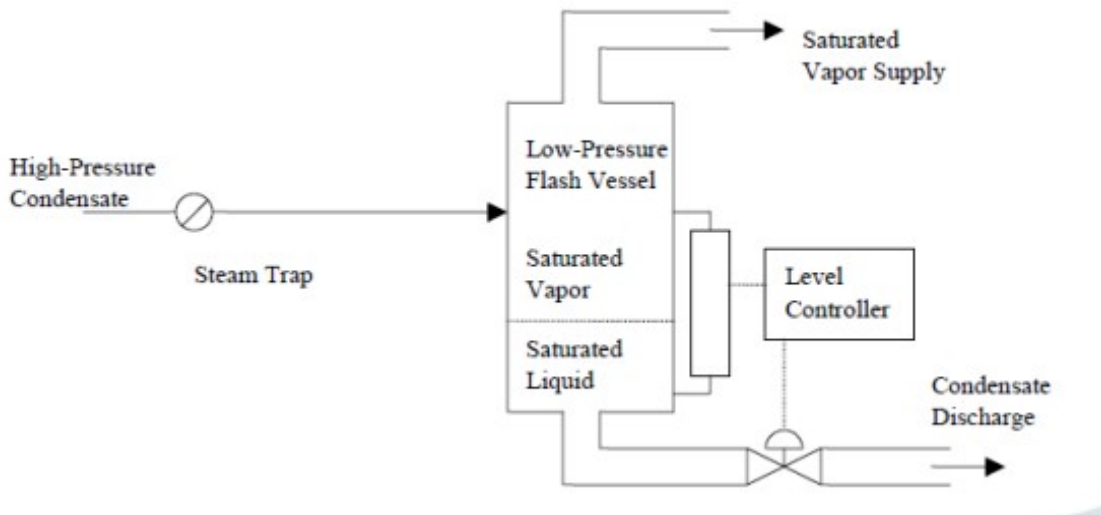 Saturated
Vapor Supply
High-Pressure
Condensate
Low-Pressure
Flash Vessel
Steam Trap
Saturated
Vapor
Level
Controller
Saturated
Liquid
Condensate
Discharge